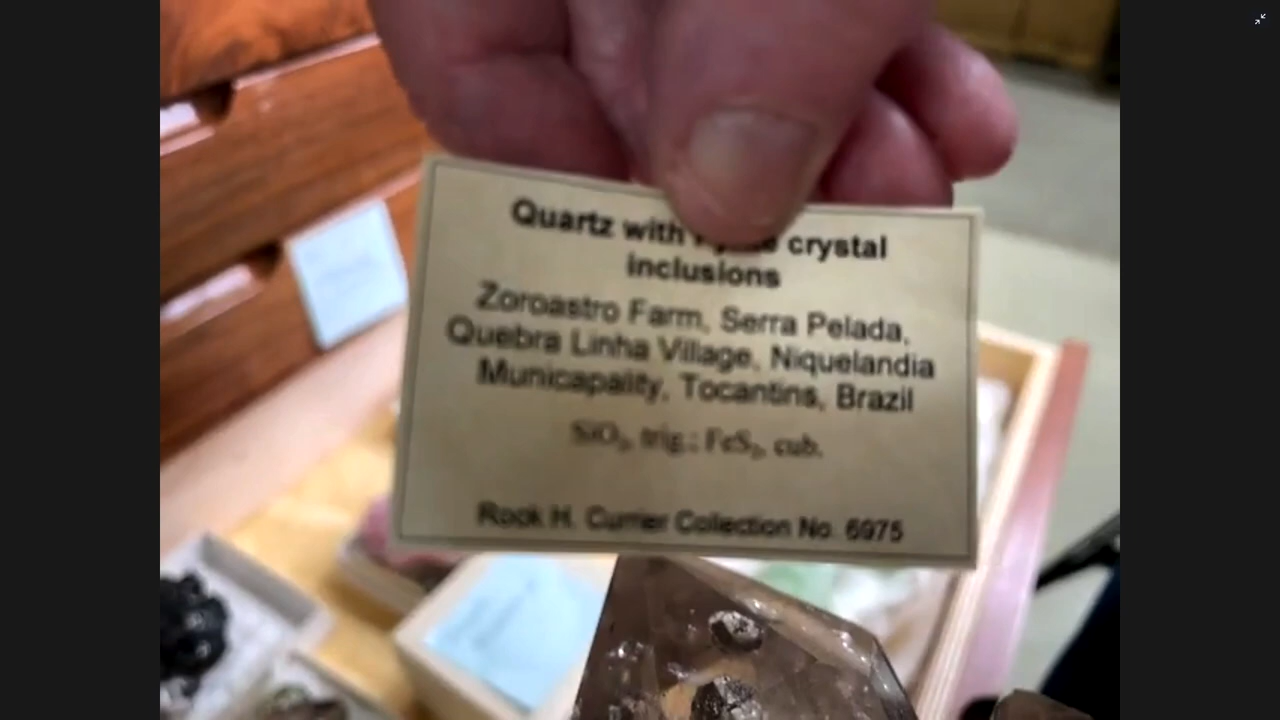 Quartz with crystal
inclusions
Zoroastro Farm, Serra Pelada,
Quebra Linha Village, Niquelandia
Municapality, Tocantins, Brazil
SiO₂, trig.; FeS₂, cub.
Rock H. Currier Collection No. 6975